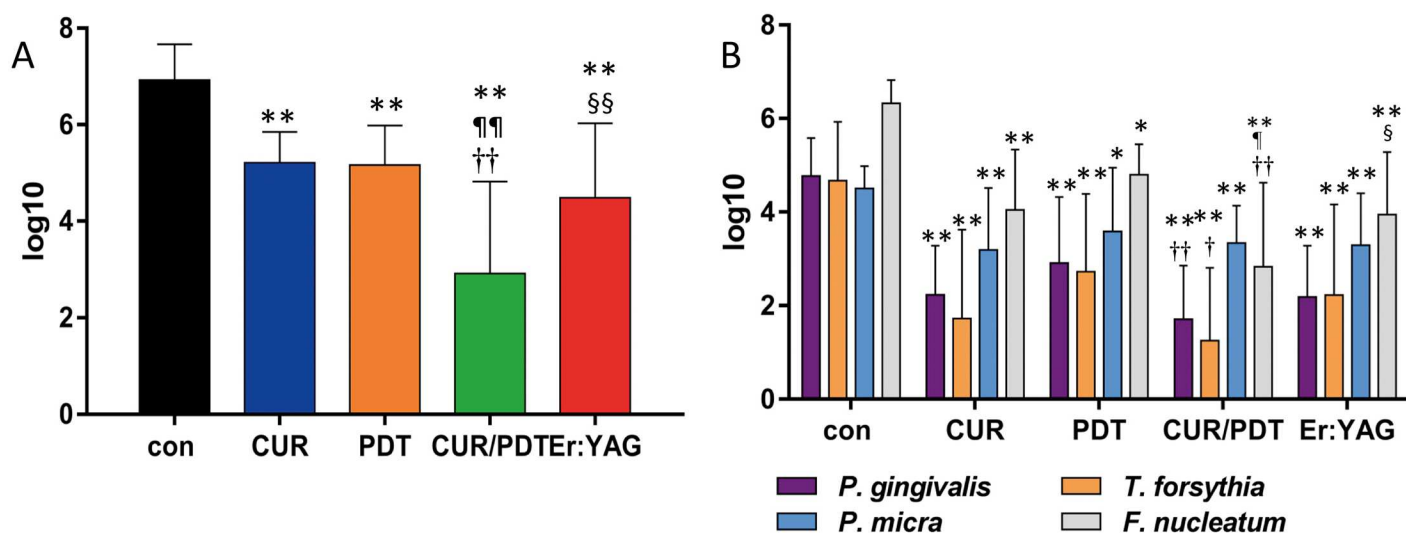 A
8
6
4
2
0
log10
**
**
**
¶¶
††
**
§§
con
CUR
PDT
CUR/PDT
Er:YAG
B
8
6
4
2
0
log10
**
**
**
**
**
**
*
*
**
††
**
†
**
**
¶
††
**
**
**
**
§
con
CUR
PDT
CUR/PDT
Er:YAG
P. gingivalis
T. forsythia
P. micra
F. nucleatum